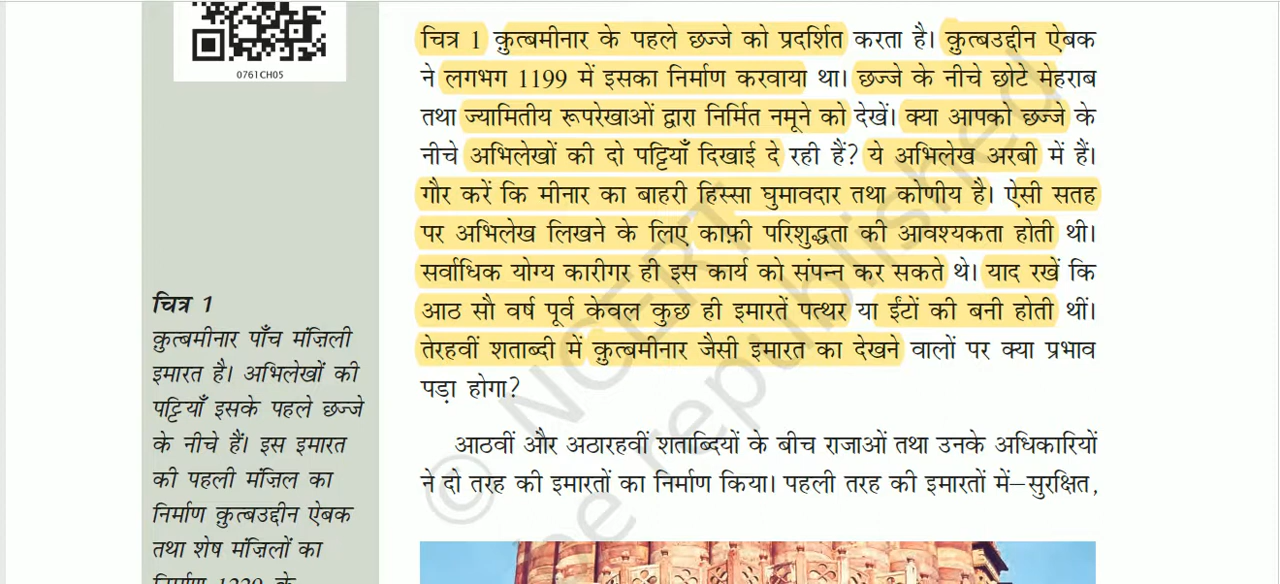 0761CH05
चित्र 1 क़ुत्बमीनार के पहले छज्जे को प्रदर्शित करता है। क़ुत्बउद्दीन ऐबक
ने लगभग 1199 में इसका निर्माण करवाया था। छज्जे के नीचे छोटे मेहराब
तथा ज्यामितीय रूपरेखाओं द्वारा निर्मित नमूने को देखें। क्या आपको छज्जे के
नीचे अभिलेखों की दो पट्टियाँ दिखाई दे रही हैं? ये अभिलेख अरबी में हैं।
गौर करें कि मीनार का बाहरी हिस्सा घुमावदार तथा कोणीय है। ऐसी सतह
पर अभिलेख लिखने के लिए काफ़ी परिशुद्धता की आवश्यकता होती थी।
सर्वाधिक योग्य कारीगर ही इस कार्य को संपन्न कर सकते थे। याद रखें कि
आठ सौ वर्ष पूर्व केवल कुछ ही इमारतें पत्थर या ईंटों की बनी होती थीं।
तेरहवीं शताब्दी में क़ुत्बमीनार जैसी इमारत का देखने वालों पर क्या प्रभाव
पड़ा होगा?
आठवीं और अठारहवीं शताब्दियों के बीच राजाओं तथा उनके अधिकारियों
ने दो तरह की इमारतों का निर्माण किया। पहली तरह की इमारतों में–सुरक्षित,
चित्र 1
क़ुत्बमीनार पाँच मंज़िली
इमारत है। अभिलेखों की
पट्टियाँ इसके पहले छज्जे
के नीचे हैं। इस इमारत
की पहली मंज़िल का
निर्माण क़ुत्बउद्दीन ऐबक
तथा शेष मंज़िलों का
© NCERT
be republished